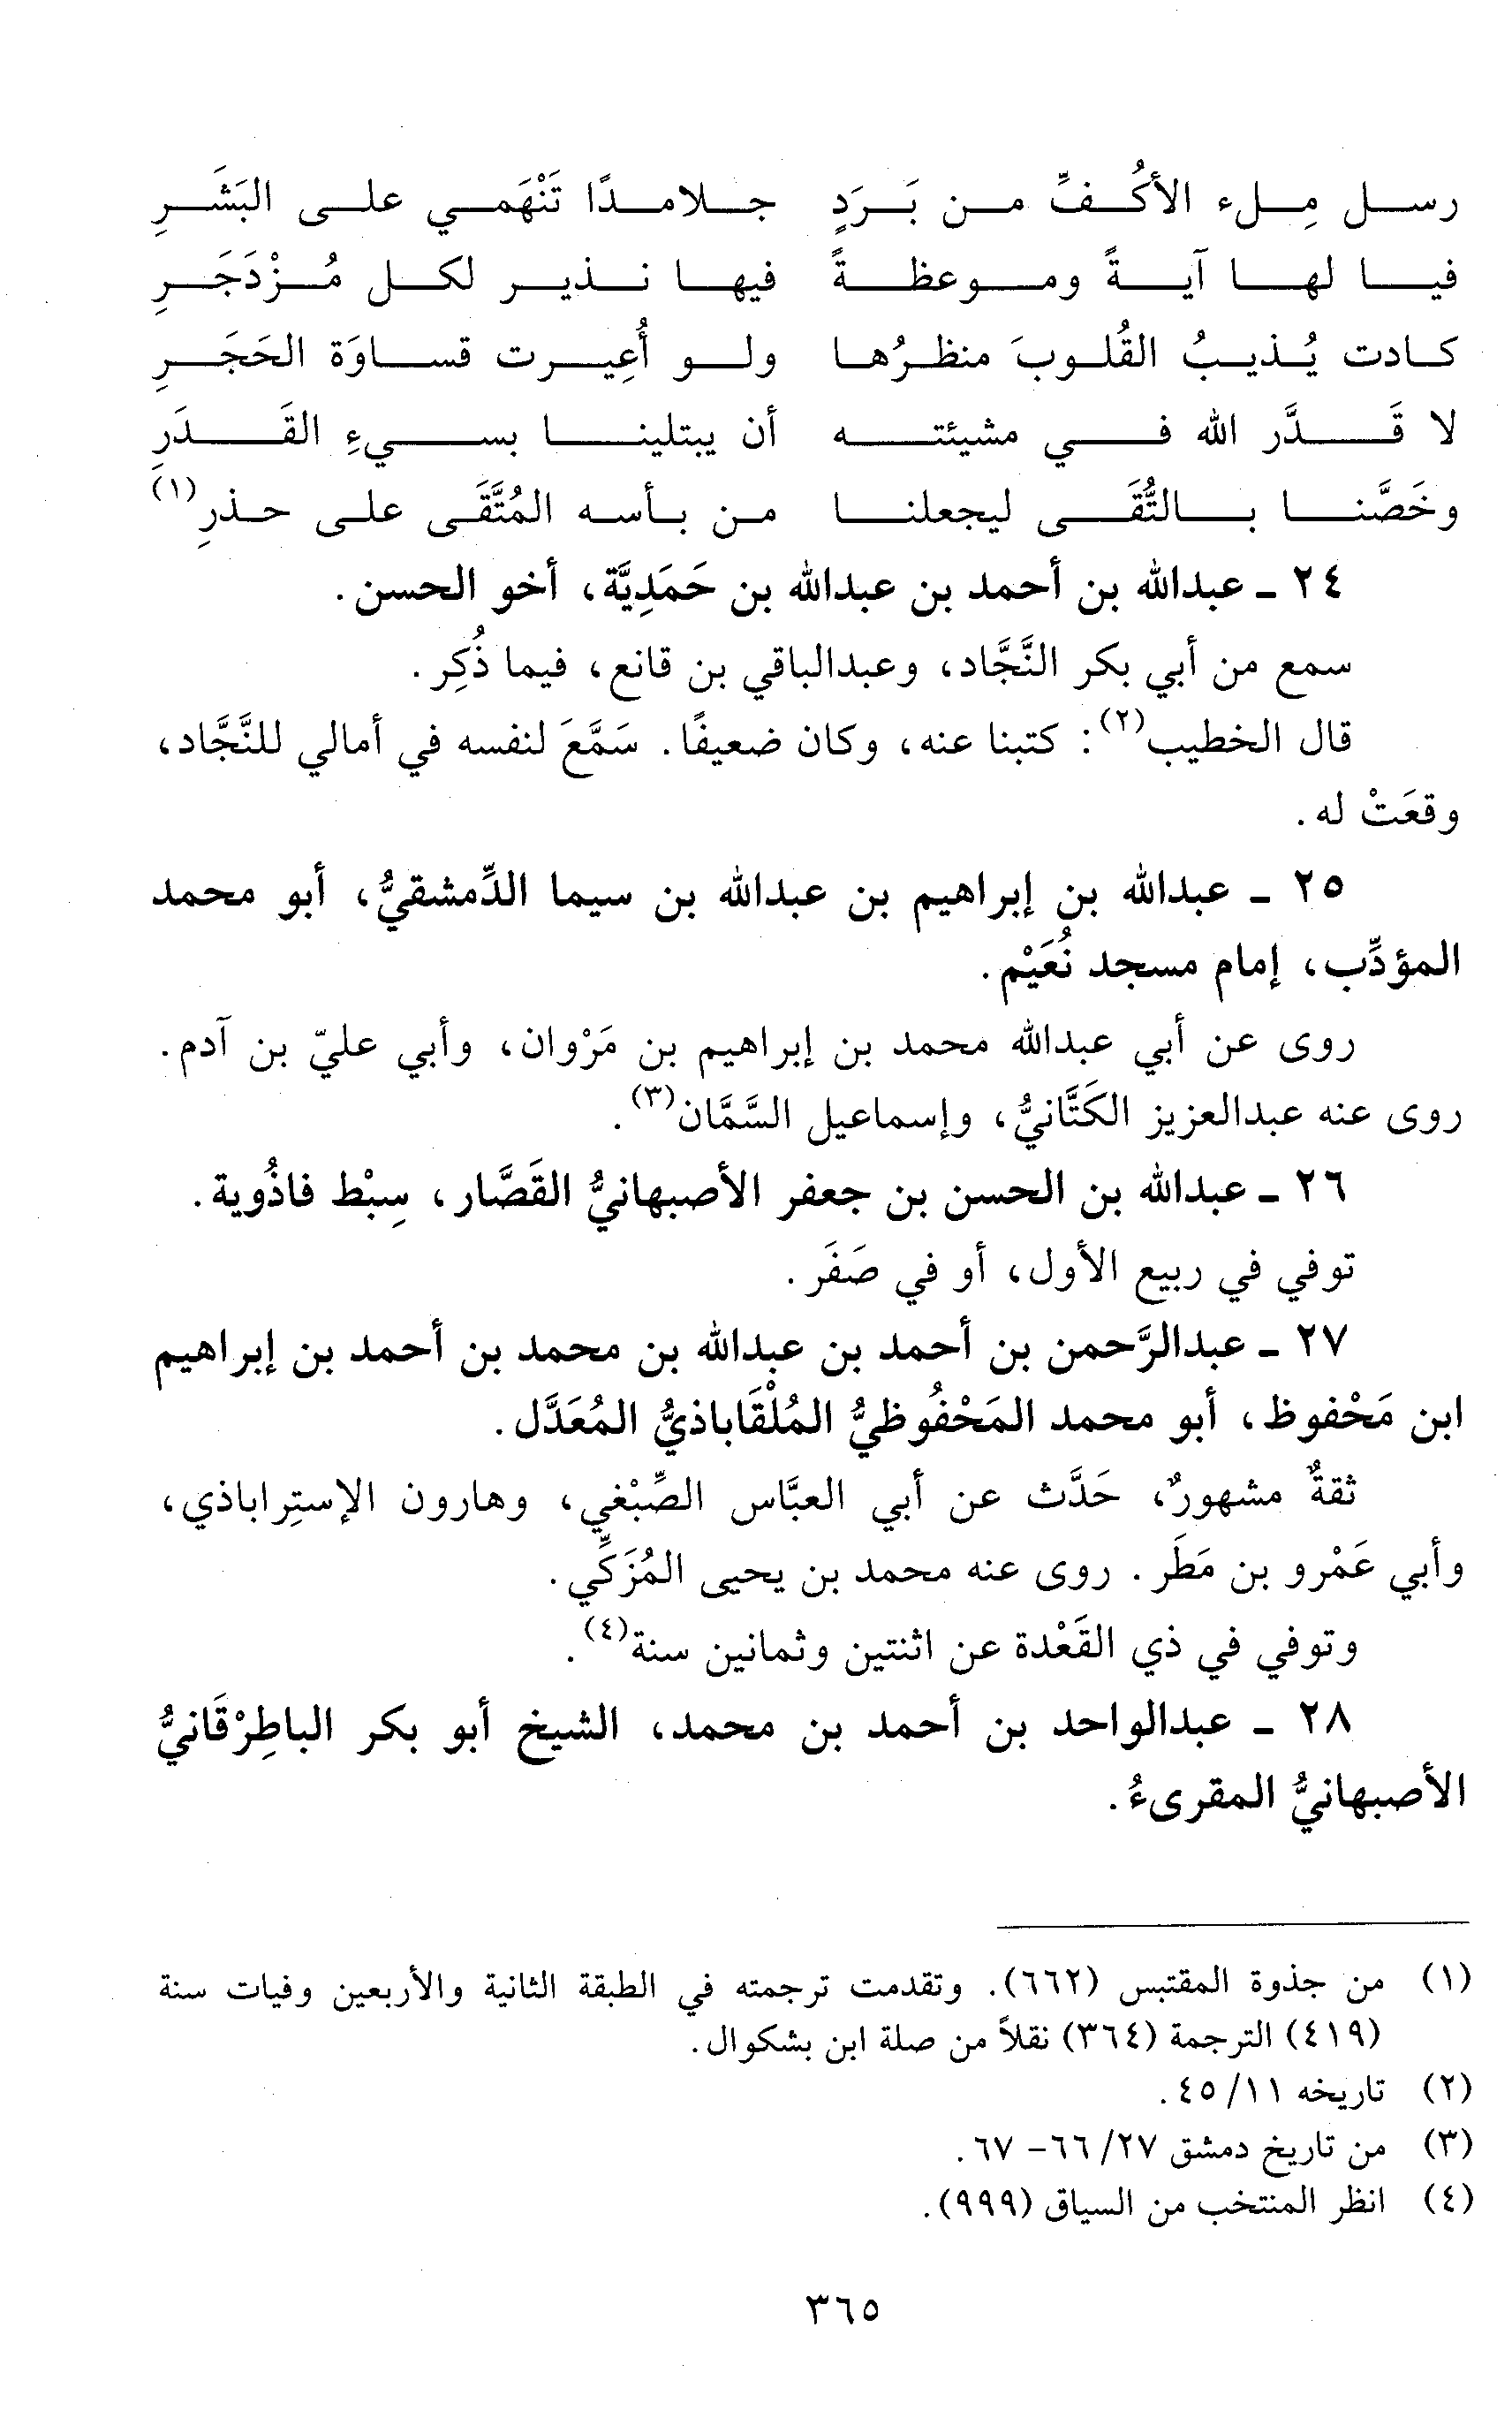 رسل مِلء الأكُفِّ من بَرَدٍ جلامدًا تَنْهَمي على البَشَرِ
فيا لها آيةً وموعظةً فيها نذير لكل مُزْدَجَرِ
كادت يُذيبُ القُلوبَ منظرُها ولو أُعِيرت قساوَة الحَجَرِ
لا قَدَّر الله في مشيئته أن يبتلينا بسيءِ القَدَرِ
وخَصَّنا بالتُّقَى ليجعلنا من بأسه المُتَّقَى على حذرِ(١)
٢٤ - عبدالله بن أحمد بن عبدالله بن حَمَدِيَّة، أخو الحسن.
سمع من أبي بكر النَّجَّاد، وعبدالباقي بن قانع، فيما ذُكِر.
قال الخطيب(٢): كتبنا عنه، وكان ضعيفًا. سَمَّعَ لنفسه في أمالي للنَّجَّاد،
وقعَتْ له.
٢٥ - عبدالله بن إبراهيم بن عبدالله بن سيما الدِّمشقيُّ، أبو محمد
المؤدِّب، إمام مسجد نُعَيْم.
روى عن أبي عبدالله محمد بن إبراهيم بن مَرْوان، وأبي عليّ بن آدم.
روى عنه عبدالعزيز الكَتَّانيُّ، وإسماعيل السَّمَّان(٣).
٢٦ - عبدالله بن الحسن بن جعفر الأصبهانيُّ القَصَّار، سِبْط فاذُوية.
توفي في ربيع الأول، أو في صَفَر.
٢٧ - عبدالرَّحمن بن أحمد بن عبدالله بن محمد بن أحمد بن إبراهيم
ابن مَحْفوظ، أبو محمد المَحْفُوظيُّ المُلْقَاباذيُّ المُعَدَّل.
ثقةٌ مشهورٌ، حَدَّث عن أبي العبَّاس الصِّبْغي، وهارون الإستِراباذي،
وأبي عَمْرو بن مَطَر. روى عنه محمد بن يحيى المُزَكِّي.
وتوفي في ذي القَعْدة عن اثنتين وثمانين سنة(٤).
٢٨ - عبدالواحد بن أحمد بن محمد، الشيخ أبو بكر الباطِرْقَانيُّ
الأصبهانيُّ المقرىءُ.
(١) من جذوة المقتبس (٦٦٢). وتقدمت ترجمته في الطبقة الثانية والأربعين وفيات سنة
(٤١٩) الترجمة (٣٦٤) نقلاً من صلة ابن بشكوال.
(٢) تاريخه ١١/ ٤٥.
(٣) من تاريخ دمشق ٢٧/ ٦٦- ٦٧.
(٤) انظر المنتخب من السياق (٩٩٩).
٣٦٥